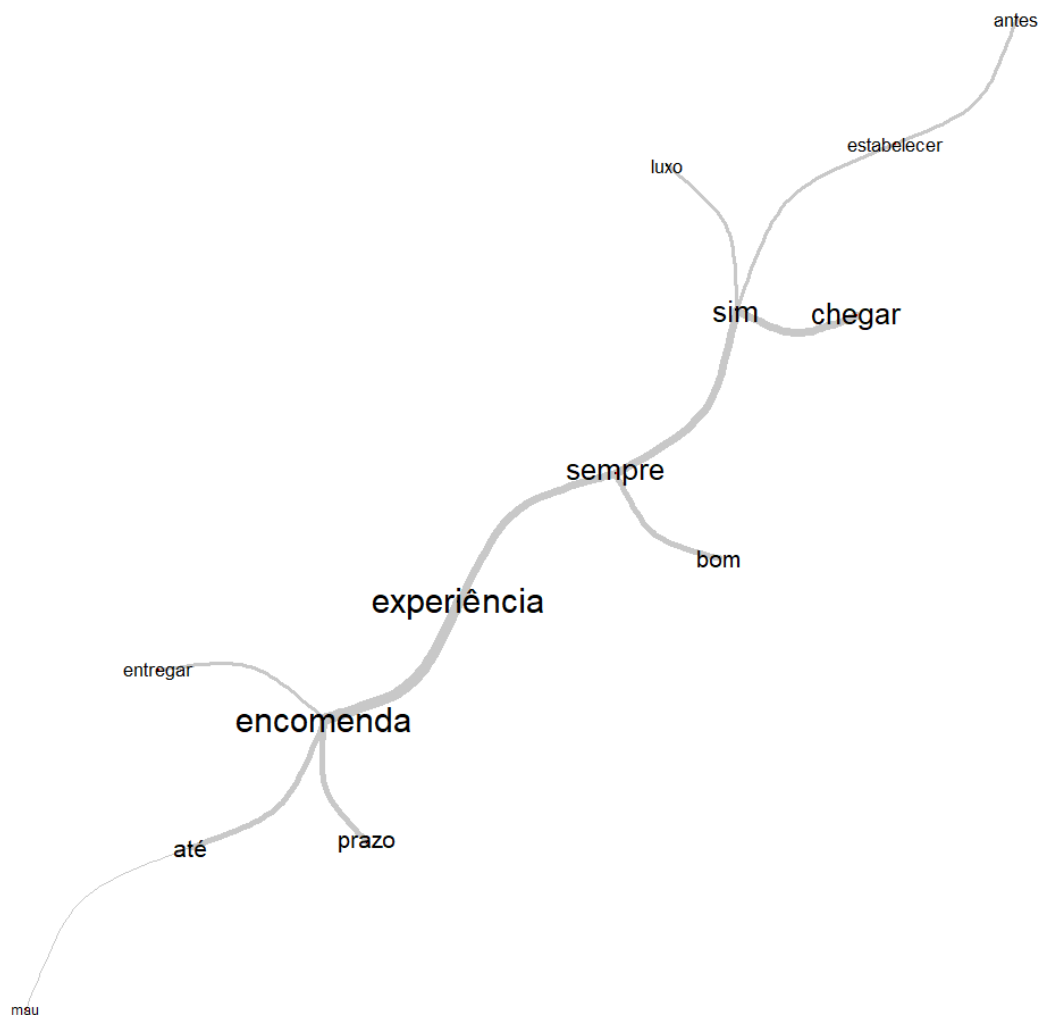 antes
estabelecer
luxo
sim
chegar
sempre
bom
experiência
entregar
encomenda
prazo
até
mau